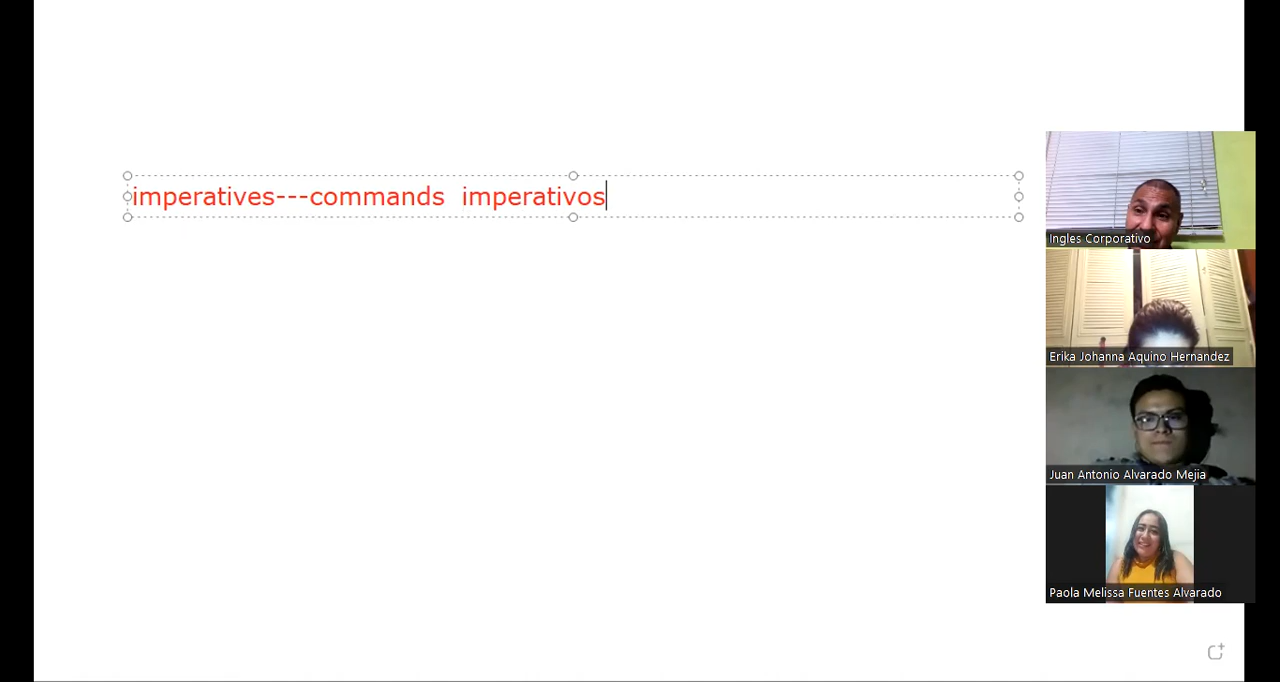 imperatives---commands  imperativos
Ingles Corporativo
Erika Johanna Aquino Hernandez
Juan Antonio Alvarado Mejia
Paola Melissa Fuentes Alvarado